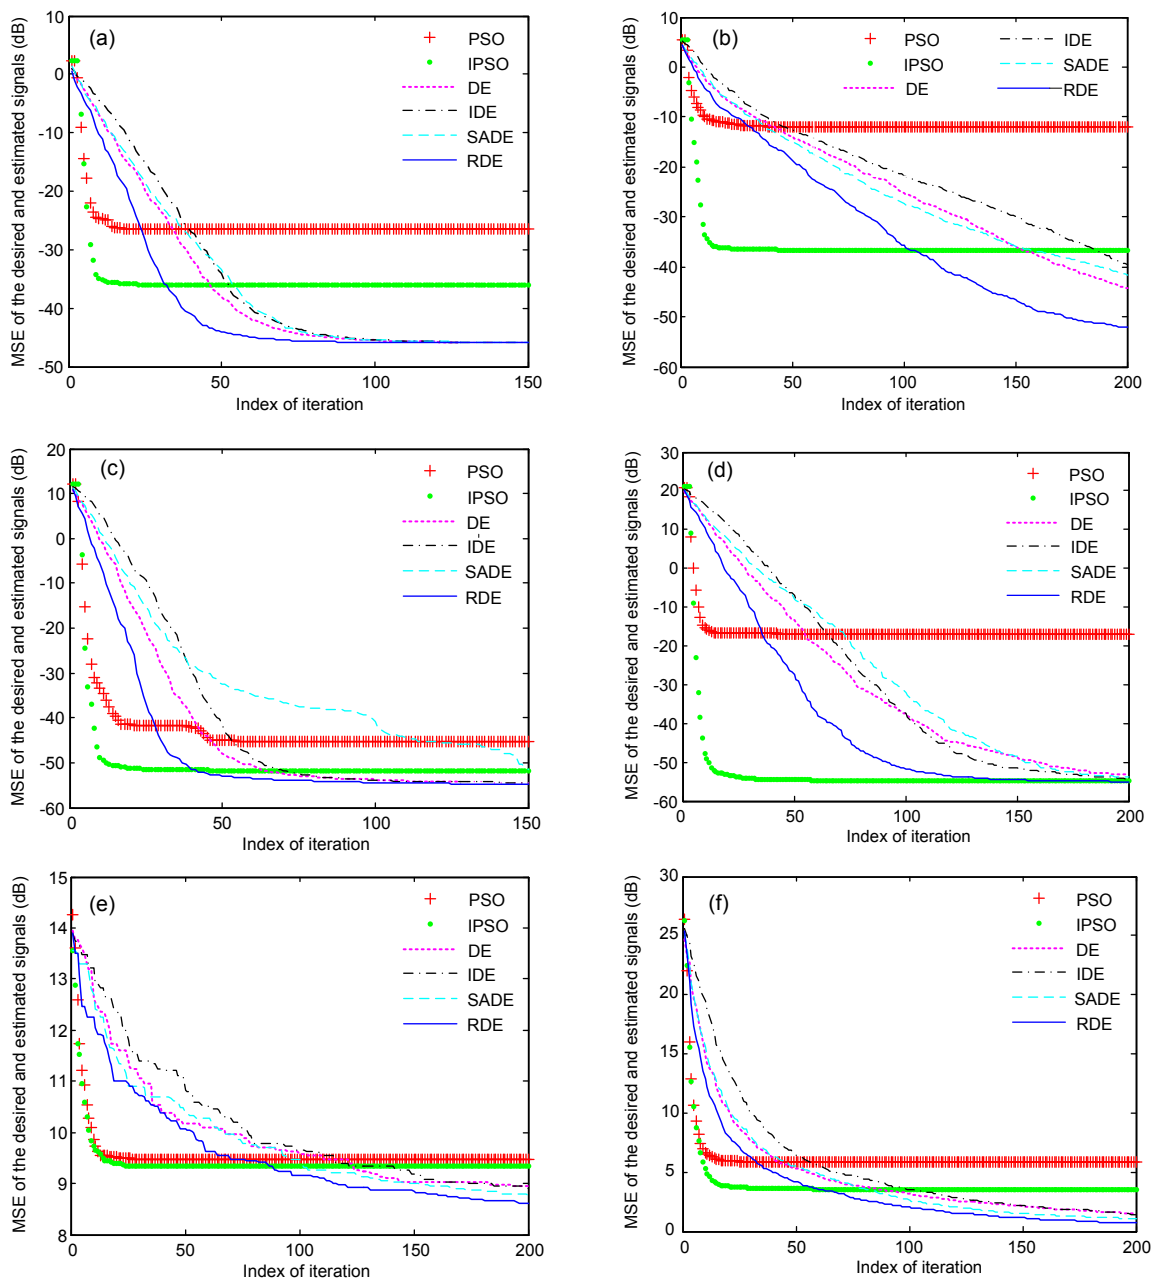 MSE of the desired and estimated signals (dB)
10
0
-10
-20
-30
-40
-50
(a)
PSO
IPSO
DE
IDE
SADE
RDE
0
50
100
150
Index of iteration
MSE of the desired and estimated signals (dB)
10
0
-10
-20
-30
-40
-50
-60
(b)
PSO
IPSO
DE
IDE
SADE
RDE
0
50
100
150
200
Index of iteration
MSE of the desired and estimated signals (dB)
20
10
0
-10
-20
-30
-40
-50
-60
(c)
PSO
IPSO
DE
IDE
SADE
RDE
0
50
100
150
Index of iteration
MSE of the desired and estimated signals (dB)
30
20
10
0
-10
-20
-30
-40
-50
-60
(d)
PSO
IPSO
DE
IDE
SADE
RDE
0
50
100
150
200
Index of iteration
MSE of the desired and estimated signals (dB)
15
14
13
12
11
10
9
8
(e)
PSO
IPSO
DE
IDE
SADE
RDE
0
50
100
150
200
Index of iteration
MSE of the desired and estimated signals (dB)
30
25
20
15
10
5
0
(f)
PSO
IPSO
DE
IDE
SADE
RDE
0
50
100
150
200
Index of iteration